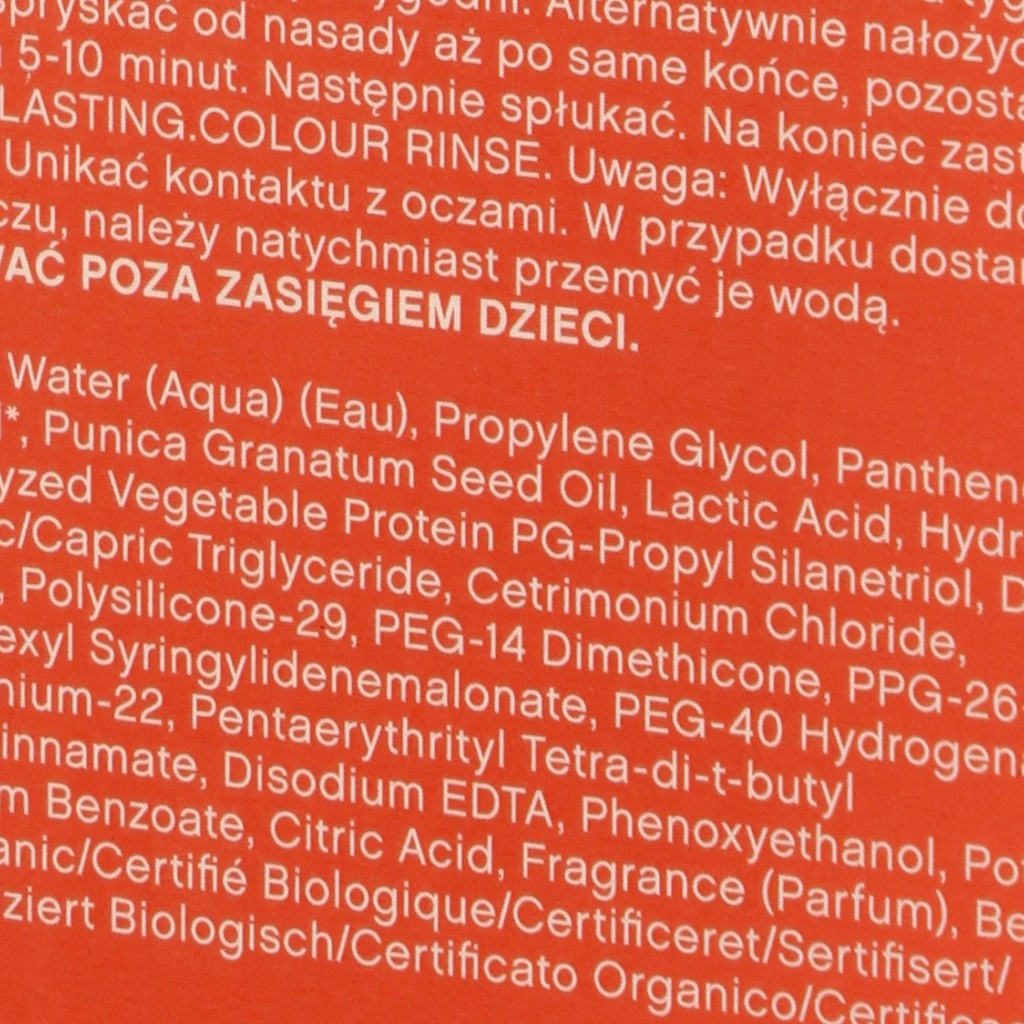 Alternatywnie nałożyć
spryskać od nasady aż po same końce, pozosta
5-10 minut. Następnie spłukać. Na koniec zast
LASTING.COLOUR RINSE. Uwaga: Wyłącznie do
Unikać kontaktu z oczami. W przypadku dostan
czu, należy natychmiast przemyć je wodą.
WAĆ POZA ZASIĘGIEM DZIECI.
Water (Aqua) (Eau), Propylene Glycol, Panthen
l*, Punica Granatum Seed Oil, Lactic Acid, Hydr
yzed Vegetable Protein PG-Propyl Silanetriol, D
c/Capric Triglyceride, Cetrimonium Chloride,
, Polysilicone-29, PEG-14 Dimethicone, PPG-26-
exyl Syringylidenemalonate, PEG-40 Hydrogen
nium-22, Pentaerythrityl Tetra-di-t-butyl
innamate, Disodium EDTA, Phenoxyethanol, Po
m Benzoate, Citric Acid, Fragrance (Parfum), Be
anic/Certifié Biologique/Certificeret/Sertifisert/
ziert Biologisch/Certificato Organico/Certific